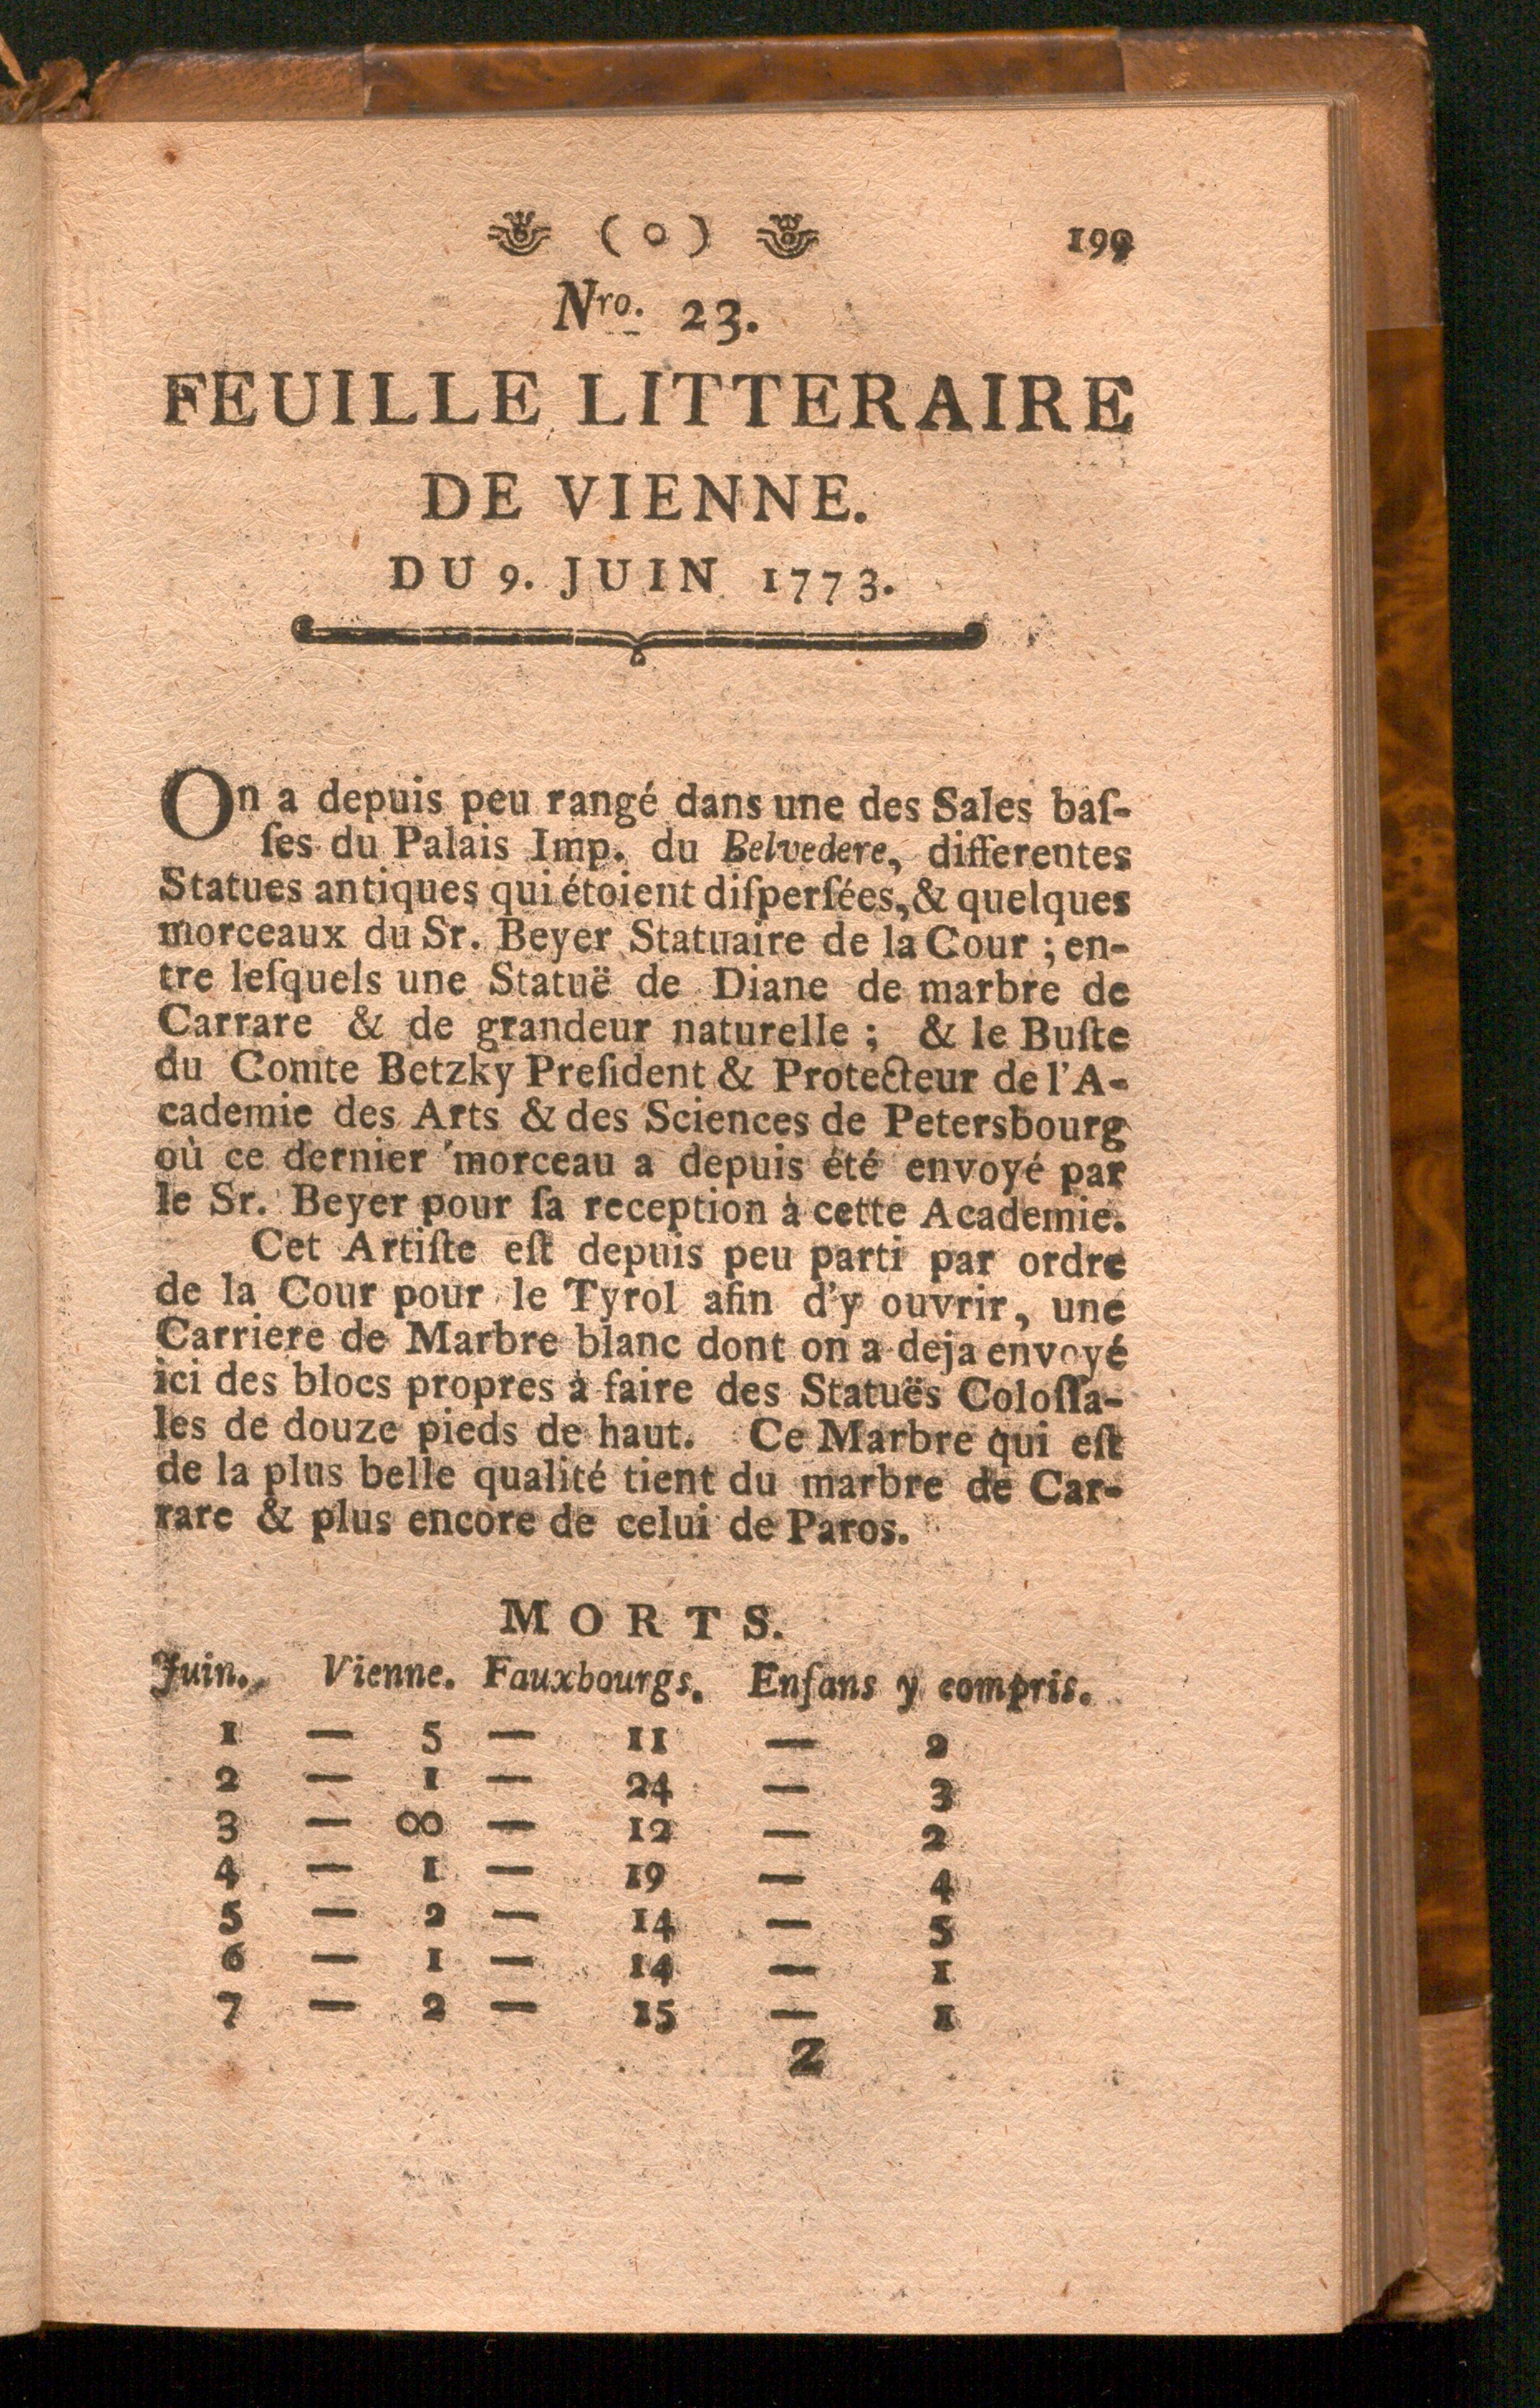 ( o ) 199
Nro. 23.
FEUILLE LITTERAIRE
DE VIENNE.
DU 9. JUIN 1773.
On a depuis peu rangé dans une des Sales baſ-
ſes du Palais Imp. du Belvedere, differentes
Statues antiques qui étoient diſperſées, & quelques
morceaux du Sr. Beyer Statuaire de la Cour ; en-
tre leſquels une Statuë de Diane de marbre de
Carrare & de grandeur naturelle ; & le Buſte
du Comte Betzky Preſident & Protecteur de l'A-
cademie des Arts & des Sciences de Petersbourg
où ce dernier morceau a depuis été envoyé par
le Sr. Beyer pour ſa reception à cette Academie.
Cet Artiſte eſt depuis peu parti par ordre
de la Cour pour le Tyrol afin d'y ouvrir, une
Carriere de Marbre blanc dont on a deja envoyé
ici des blocs propres à faire des Statuës Coloſſa-
les de douze pieds de haut. Ce Marbre qui eſt
de la plus belle qualité tient du marbre de Car-
rare & plus encore de celui de Paros.
MORTS.
Juin. Vienne. Fauxbourgs. Enfans y compris.
1 — 5 — 11 — 2
2 — 1 — 24 — 3
3 — 00 — 12 — 2
4 — 1 — 19 — 4
5 — 2 — 14 — 5
6 — 1 — 14 — 1
7 — 2 — 15 — 1
Z